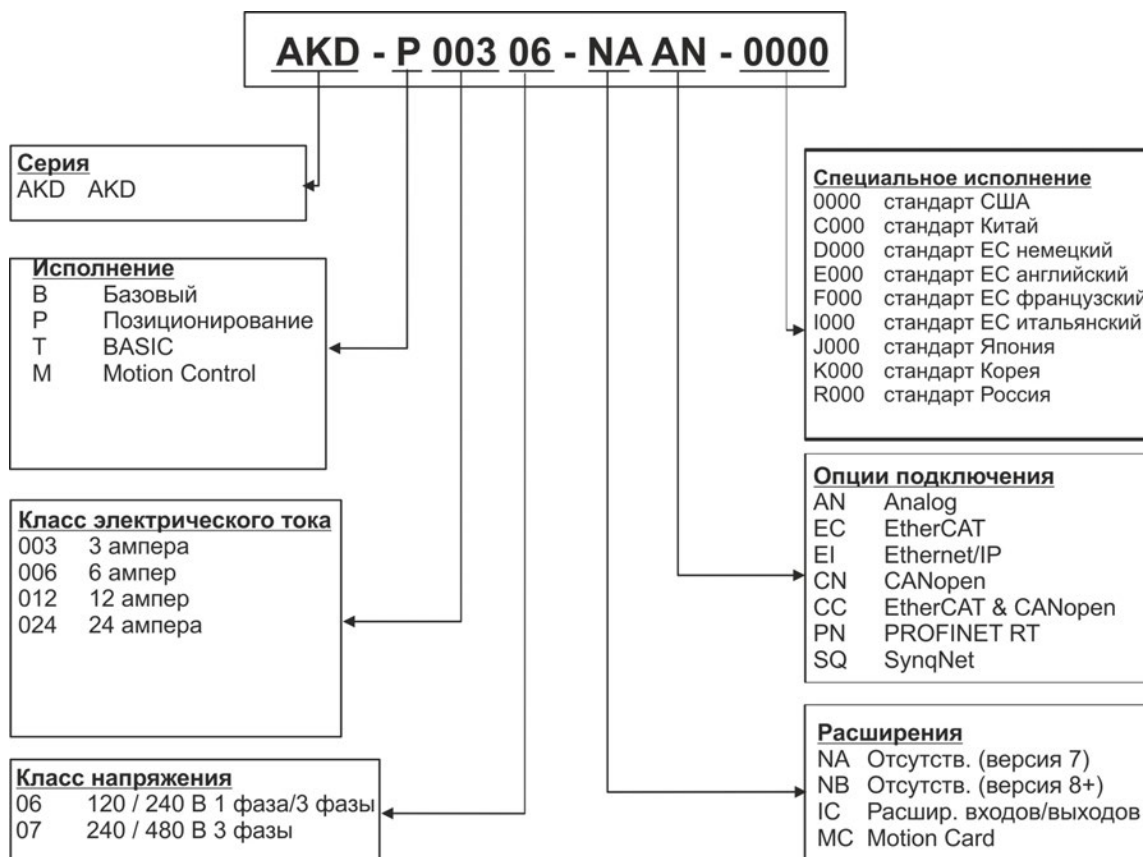 AKD - P 003 06 - NA AN - 0000
Серия
AKD AKD
Исполнение
B Базовый
P Позиционирование
T BASIC
M Motion Control
Класс электрического тока
003 3 ампера
006 6 ампер
012 12 ампер
024 24 ампера
Класс напряжения
06 120 / 240 В 1 фаза/3 фазы
07 240 / 480 В 3 фазы
Специальное исполнение
0000 стандарт США
C000 стандарт Китай
D000 стандарт ЕС немецкий
E000 стандарт ЕС английский
F000 стандарт ЕС французский
I000 стандарт ЕС итальянский
J000 стандарт Япония
K000 стандарт Корея
R000 стандарт Россия
Опции подключения
AN Analog
EC EtherCAT
EI Ethernet/IP
CN CANopen
CC EtherCAT & CANopen
PN PROFINET RT
SQ SynqNet
Расширения
NA Отсутств. (версия 7)
NB Отсутств. (версия 8+)
IC Расшир. входов/выходов
MC Motion Card